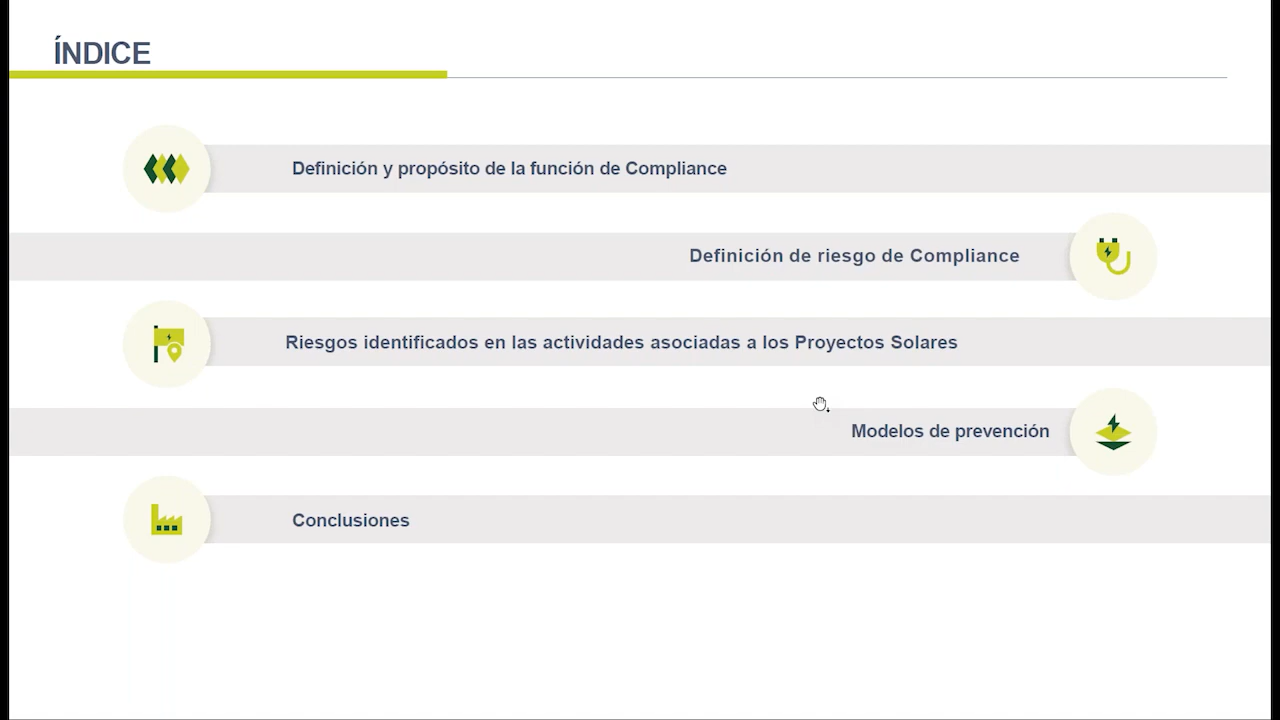 ÍNDICE
Definición y propósito de la función de Compliance
Definición de riesgo de Compliance
Riesgos identificados en las actividades asociadas a los Proyectos Solares
Modelos de prevención
Conclusiones